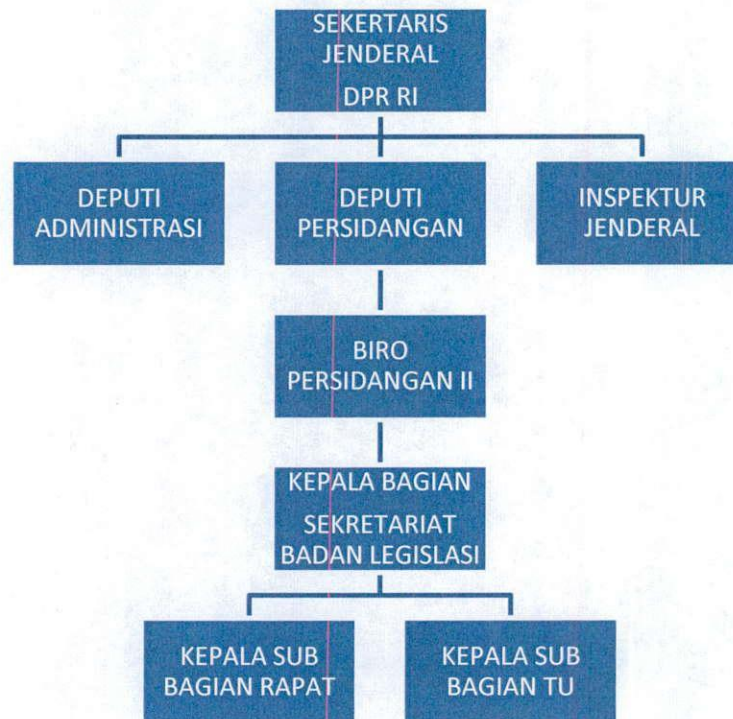 SEKERTARIS
JENDERAL
DPR RI
DEPUTI
ADMINISTRASI
DEPUTI
PERSIDANGAN
INSPEKTUR
JENDERAL
BIRO
PERSIDANGAN II
KEPALA BAGIAN
SEKRETARIAT
BADAN LEGISLASI
KEPALA SUB
BAGIAN RAPAT
KEPALA SUB
BAGIAN TU